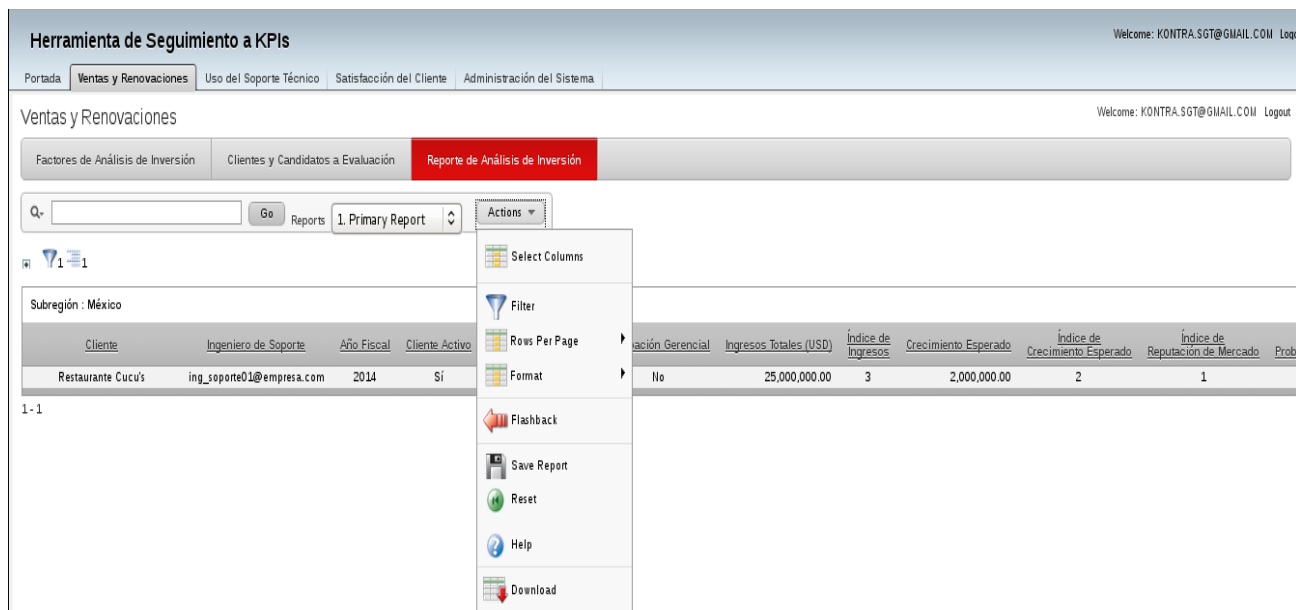 Herramienta de Seguimiento a KPIs
Welcome: KONTRA.SGT@GMAIL.COM
Portada Ventas y Renovaciones Uso del Soporte Técnico Satisfacción del Cliente Administración del Sistema
Ventas y Renovaciones
Welcome: KONTRA.SGT@GMAIL.COM Logout
Factores de Análisis de Inversión Clientes y Candidatos a Evaluación Reporte de Análisis de Inversión
Go Reports 1. Primary Report Actions
1 1
Select Columns
Filter
Rows Per Page
Format
Flashback
Save Report
Reset
Help
Download
Subregión : México
Cliente Ingeniero de Soporte Año Fiscal Cliente Activo Gerencial Ingresos Totales (USD) Índice de Ingresos Crecimiento Esperado Índice de Crecimiento Esperado Índice de Reputación de Mercado
Restaurante Cucu's ing_soporte01@empresa.com 2014 Sí No 25,000,000.00 3 2,000,000.00 2 1
1 - 1